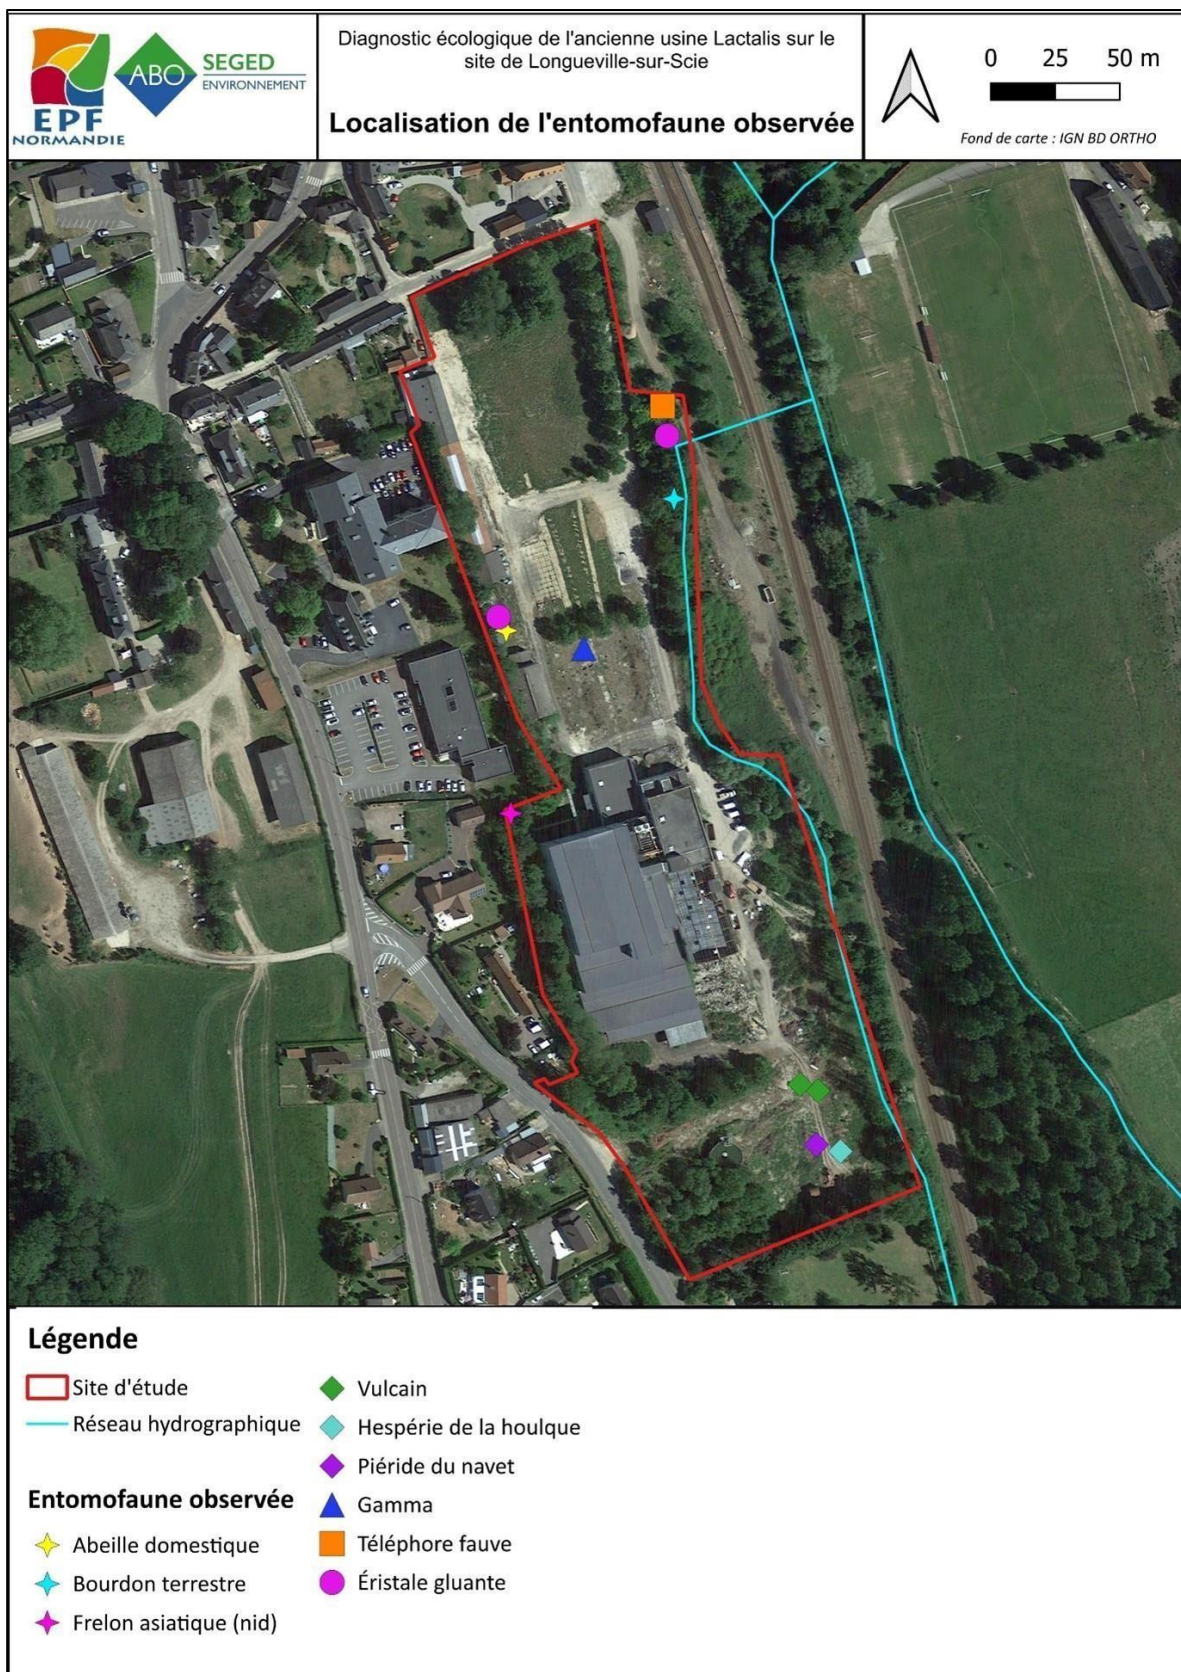 EPF
NORMANDIE
ABO
SEGED
ENVIRONNEMENT
Diagnostic écologique de l'ancienne usine Lactalis sur le
site de Longueville-sur-Scie
Localisation de l'entomofaune observée
0 25 50 m
Fond de carte : IGN BD ORTHO
Légende
Site d'étude
Réseau hydrographique
Entomofaune observée
Abeille domestique
Bourdon terrestre
Frelon asiatique (nid)
Vulcain
Hespérie de la houlque
Piéride du navet
Gamma
Téléphore fauve
Éristale gluante